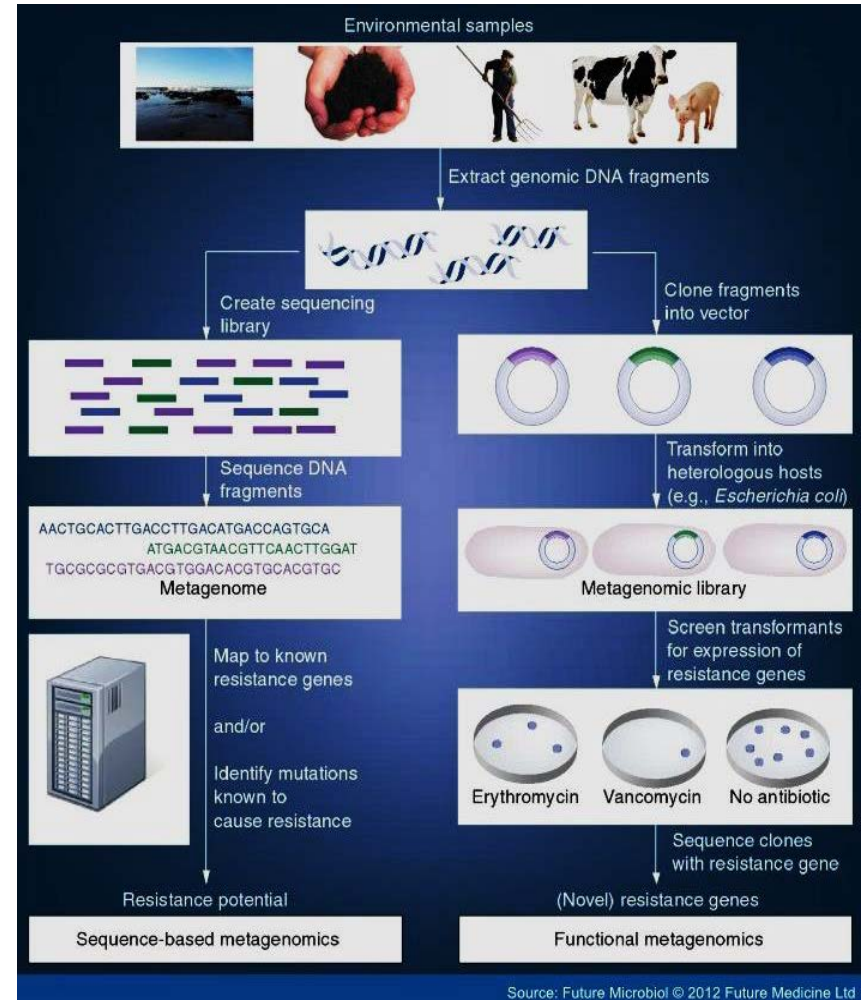 Environmental samples
Extract genomic DNA fragments
Create sequencing
library
Clone fragments
into vector
Sequence DNA
fragments
Transform into
heterologous hosts
(e.g., Escherichia coli)
AACTGCACTTGACCTTGACATGACCAGTGCA
ATGACGTAACGTTCAACTTGGAT
TGCGCGCGTGACGTGGACACGTGCACGTGC
Metagenome
Metagenomic library
Map to known
resistance genes
and/or
Identify mutations
known to
cause resistance
Screen transformants
for expression of
resistance genes
Erythromycin
Vancomycin
No antibiotic
Sequence clones
with resistance gene
Resistance potential
Sequence-based metagenomics
(Novel) resistance genes
Functional metagenomics
Source: Future Microbiol © 2012 Future Medicine Ltd